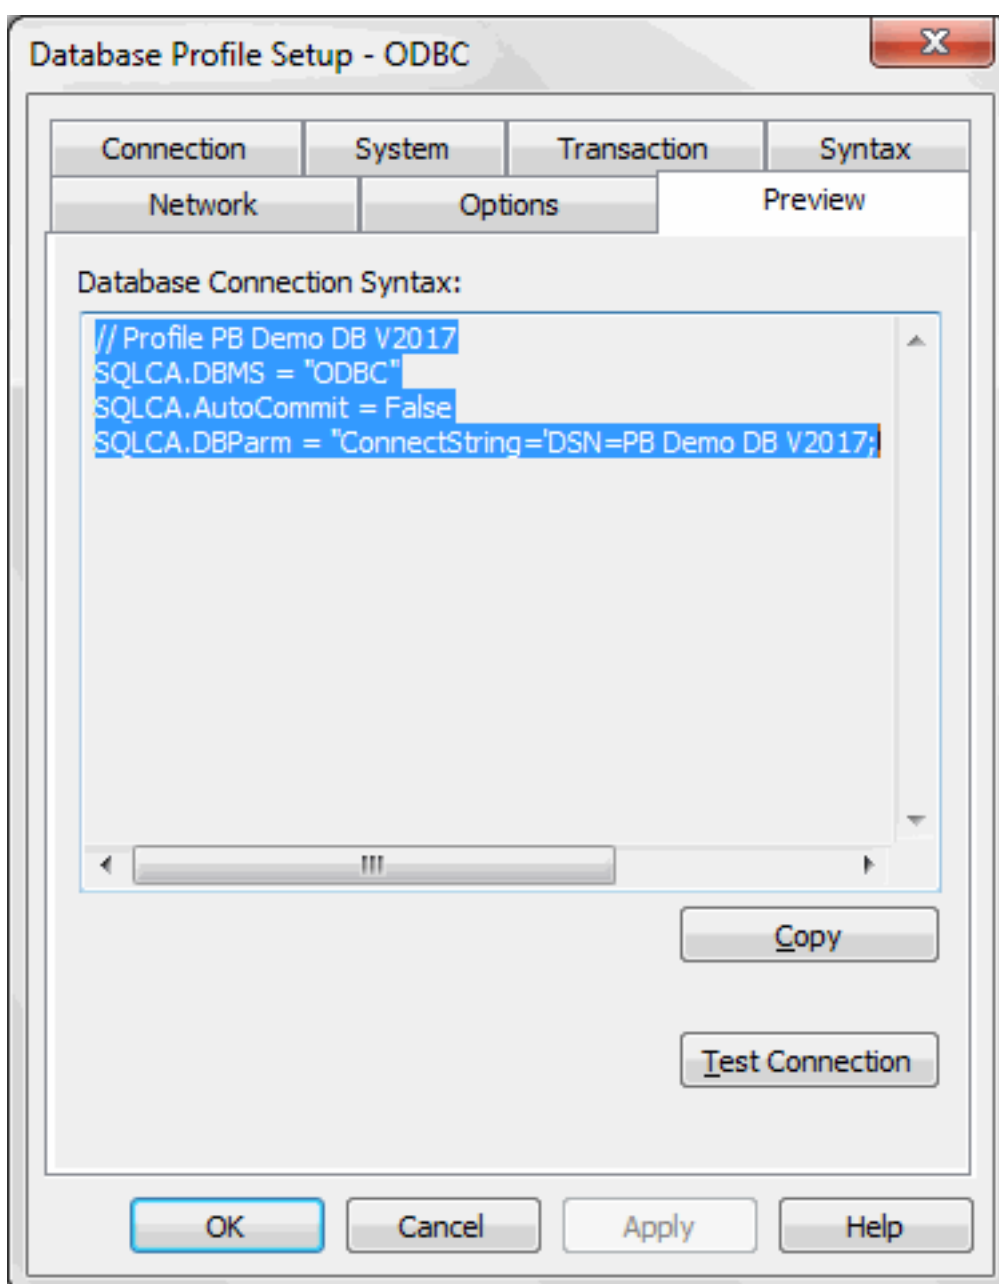 Database Profile Setup - ODBC
Connection System Transaction Syntax
Network Options Preview
Database Connection Syntax:
// Profile PB Demo DB V2017
SQLCA.DBMS = "ODBC"
SQLCA.AutoCommit = False
SQLCA.DBParm = "ConnectString='DSN=PB Demo DB V2017;
Copy
Test Connection
OK Cancel Apply Help